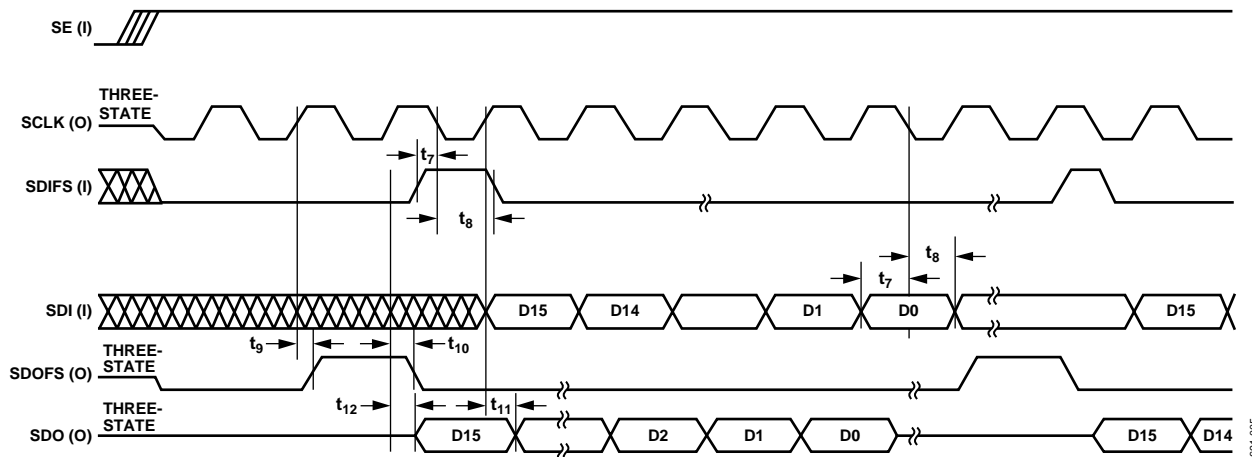 SE (I)
THREE-
STATE
SCLK (O)
t7
SDIFS (I)
t8
t8
t7
SDI (I)
D15
D14
D1
D0
D15
t9
t10
THREE-
STATE
SDOFS (O)
t12
t11
THREE-
STATE
SDO (O)
D15
D2
D1
D0
D15
D14